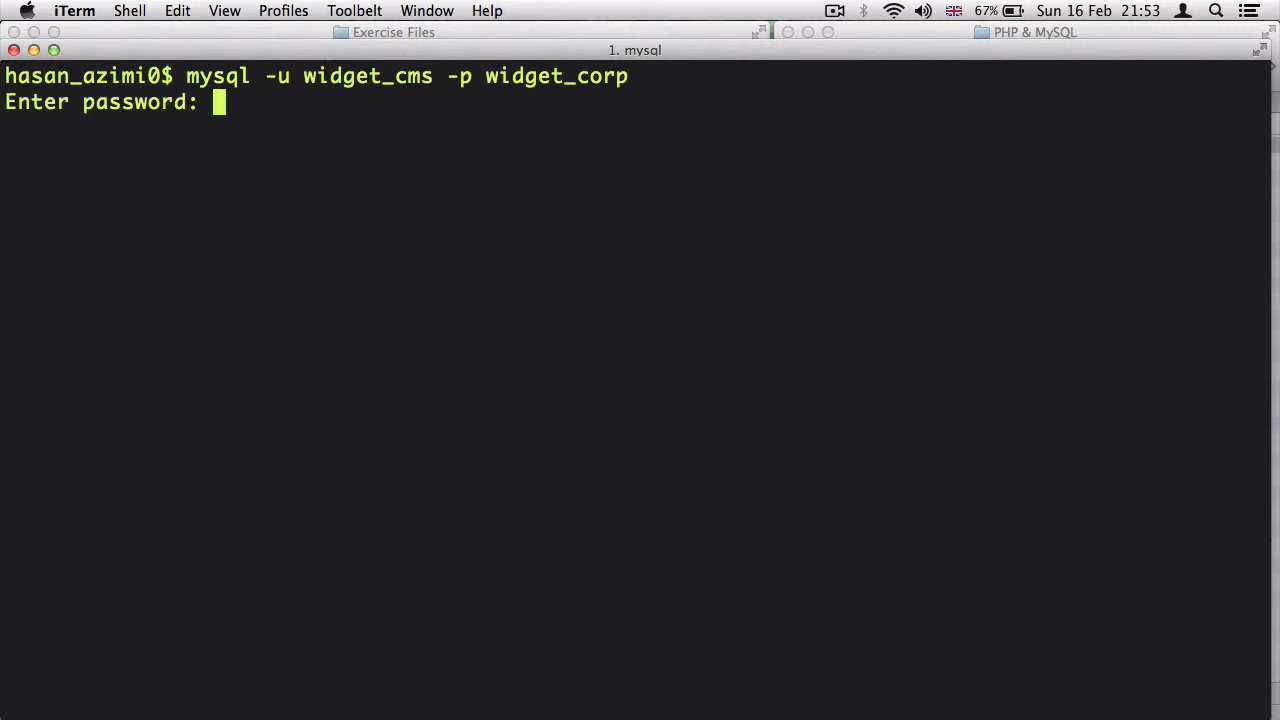 iTerm Shell Edit View Profiles Toolbelt Window Help 67% Sun 16 Feb 21:53
Exercise Files PHP & MySQL
1. mysql
hasan_azimi0$ mysql -u widget_cms -p widget_corp
Enter password: